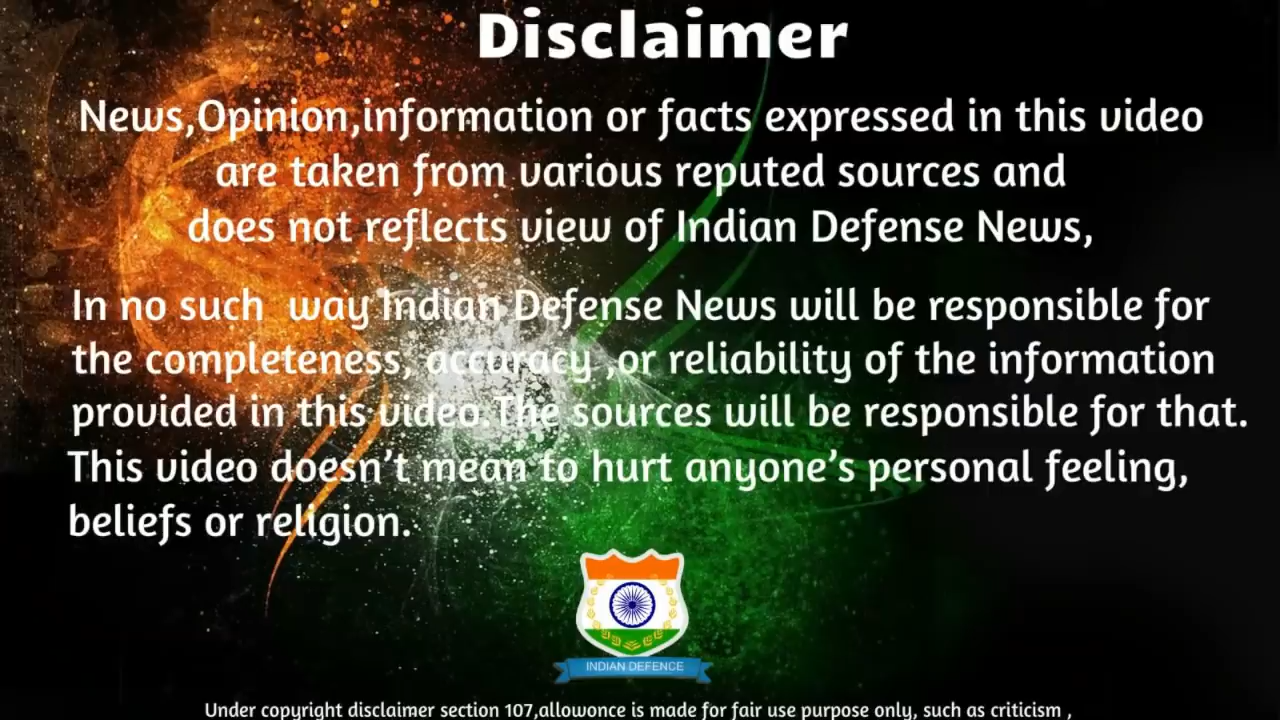 Disclaimer
News,Opinion,information or facts expressed in this video
are taken from various reputed sources and
does not reflects view of Indian Defense News,
In no such way Indian Defense News will be responsible for
the completeness, accuracy ,or reliability of the information
provided in this video.The sources will be responsible for that.
This video doesn't mean to hurt anyone's personal feeling,
beliefs or religion.
INDIAN DEFENCE
Under copyright disclaimer section 107,allowonce is made for fair use purpose only, such as criticism ,